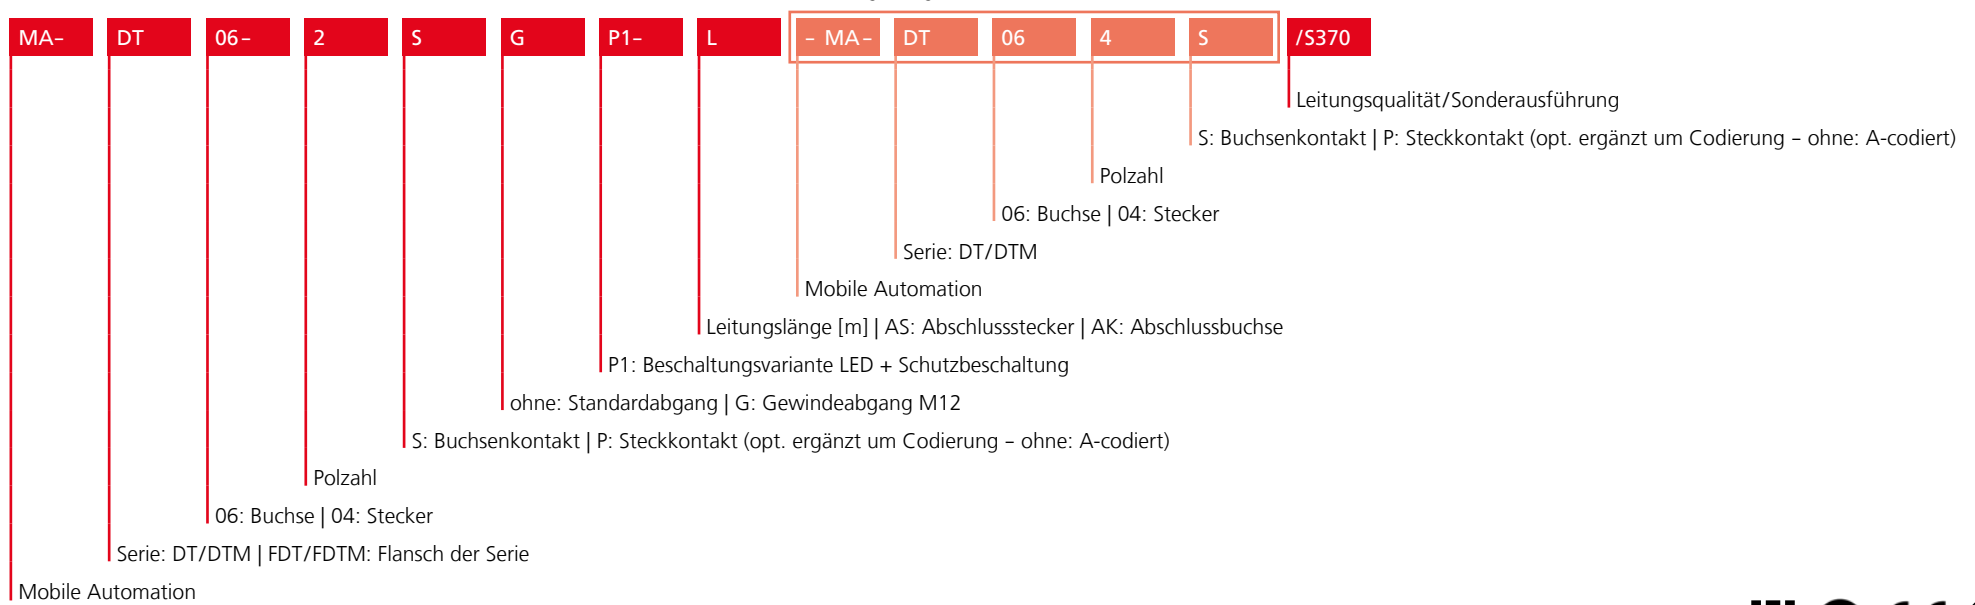 MA– DT 06– 2 S G P1– L – MA– DT 06 4 S /S370
Leitungsqualität/Sonderausführung
S: Buchsenkontakt | P: Steckkontakt (opt. ergänzt um Codierung – ohne: A-codiert)
Polzahl
06: Buchse | 04: Stecker
Serie: DT/DTM
Mobile Automation
Leitungslänge [m] | AS: Abschlussstecker | AK: Abschlussbuchse
P1: Beschaltungsvariante LED + Schutzbeschaltung
ohne: Standardabgang | G: Gewindeabgang M12
S: Buchsenkontakt | P: Steckkontakt (opt. ergänzt um Codierung – ohne: A-codiert)
Polzahl
06: Buchse | 04: Stecker
Serie: DT/DTM | FDT/FDTM: Flansch der Serie
Mobile Automation